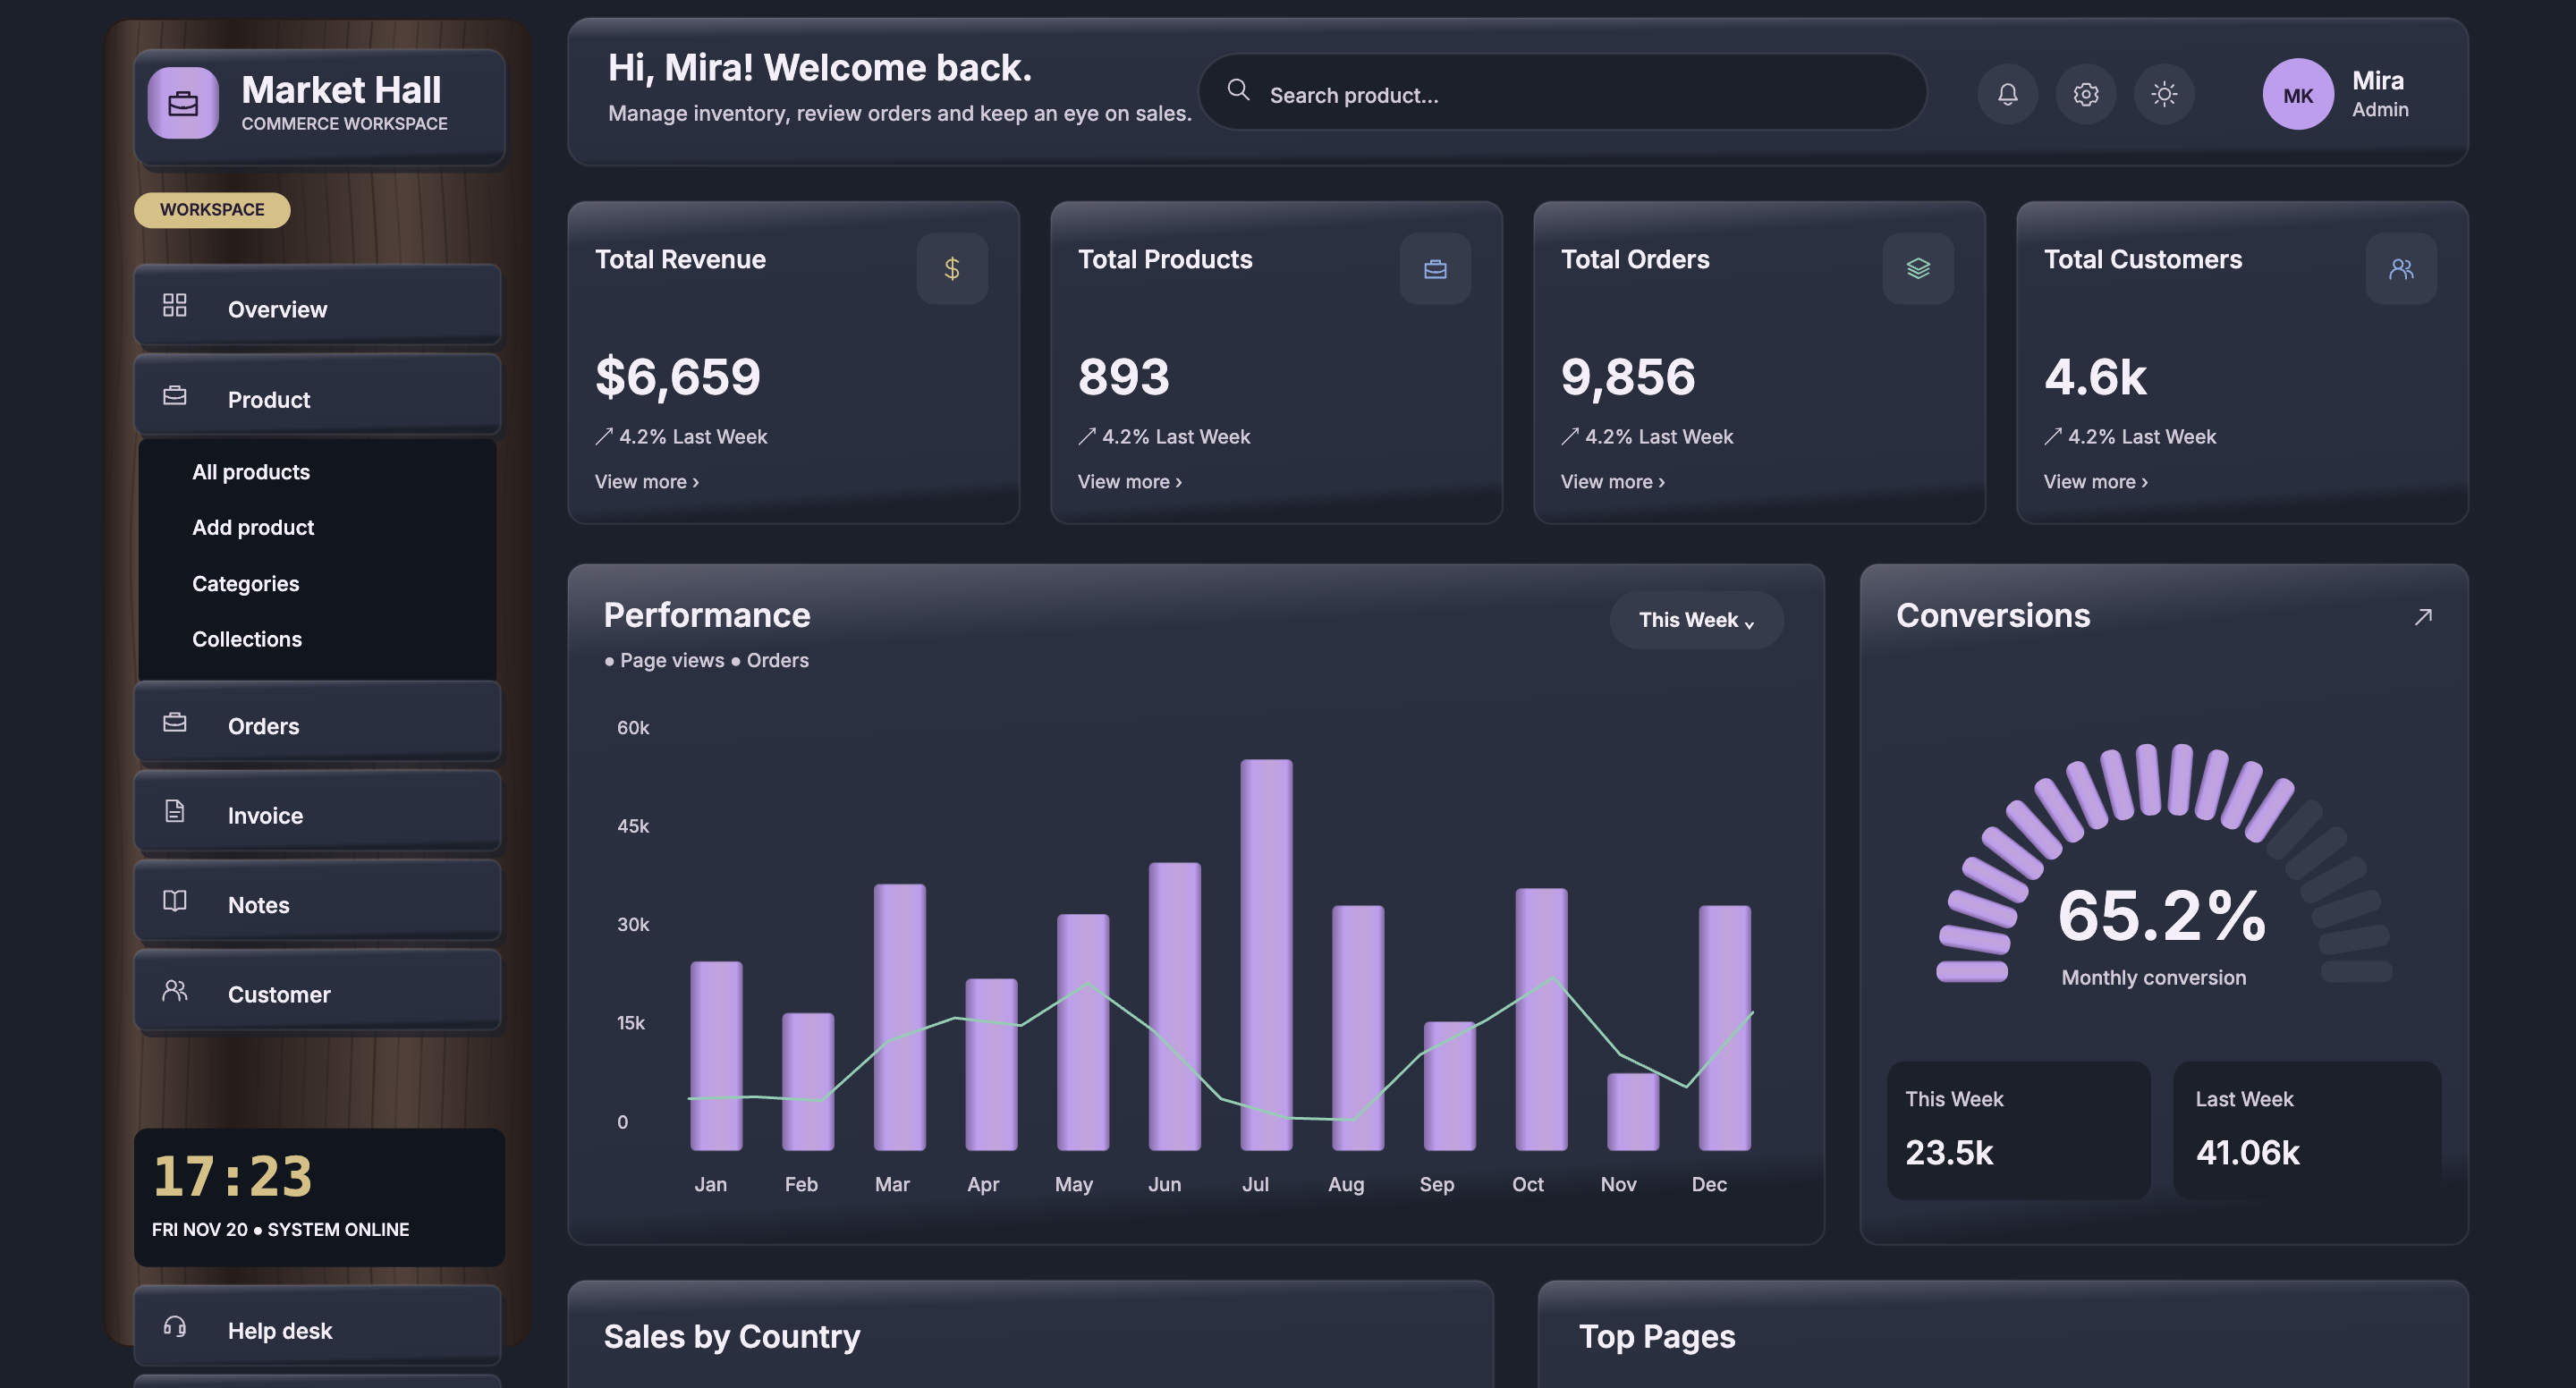 Market Hall
COMMERCE WORKSPACE
WORKSPACE
Overview
Product
All products
Add product
Categories
Collections
Orders
Invoice
Notes
Customer
17:23
FRI NOV 20 ● SYSTEM ONLINE
Help desk
Hi, Mira! Welcome back.
Manage inventory, review orders and keep an eye on sales.
Search product...
MK
Mira
Admin
Total Revenue
$
$6,659
↗ 4.2% Last Week
View more ›
Total Products
893
↗ 4.2% Last Week
View more ›
Total Orders
9,856
↗ 4.2% Last Week
View more ›
Total Customers
4.6k
↗ 4.2% Last Week
View more ›
Performance
This Week
● Page views ● Orders
60k
45k
30k
15k
0
Jan Feb Mar Apr May Jun Jul Aug Sep Oct Nov Dec
Conversions
65.2%
Monthly conversion
This Week
23.5k
Last Week
41.06k
Sales by Country
Top Pages